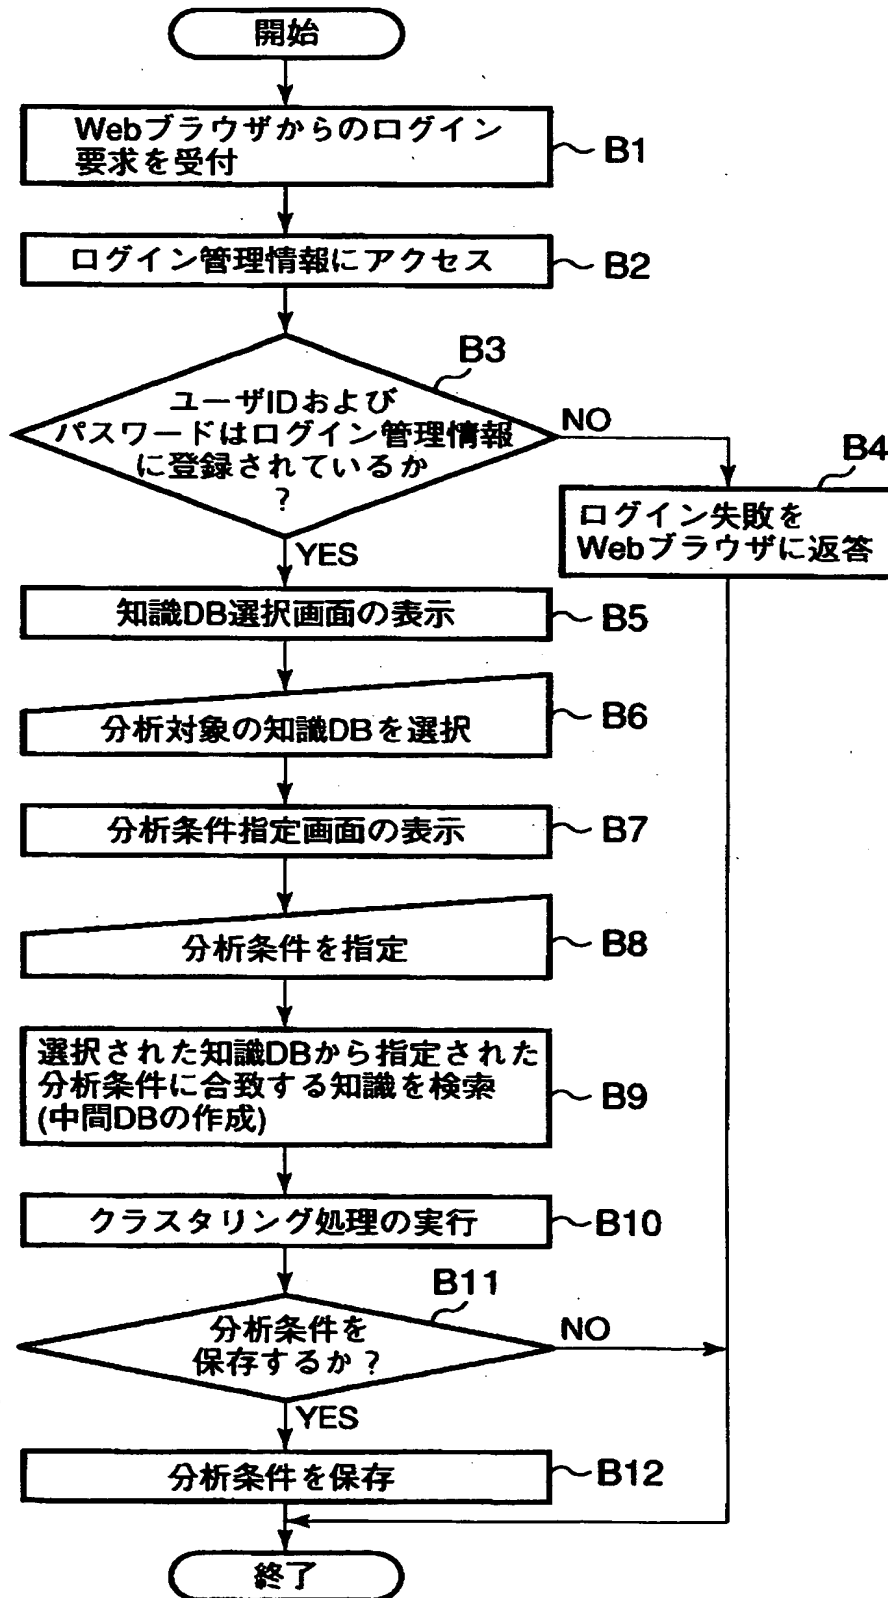 開始
Webブラウザからのログイン
要求を受付
B1
ログイン管理情報にアクセス
B2
B3
ユーザIDおよび
パスワードはログイン管理情報
に登録されているか
?
NO
B4
ログイン失敗を
Webブラウザに返答
YES
知識DB選択画面の表示
B5
分析対象の知識DBを選択
B6
分析条件指定画面の表示
B7
分析条件を指定
B8
選択された知識DBから指定された
分析条件に合致する知識を検索
(中間DBの作成)
B9
クラスタリング処理の実行
B10
B11
分析条件を
保存するか?
NO
YES
分析条件を保存
B12
終了